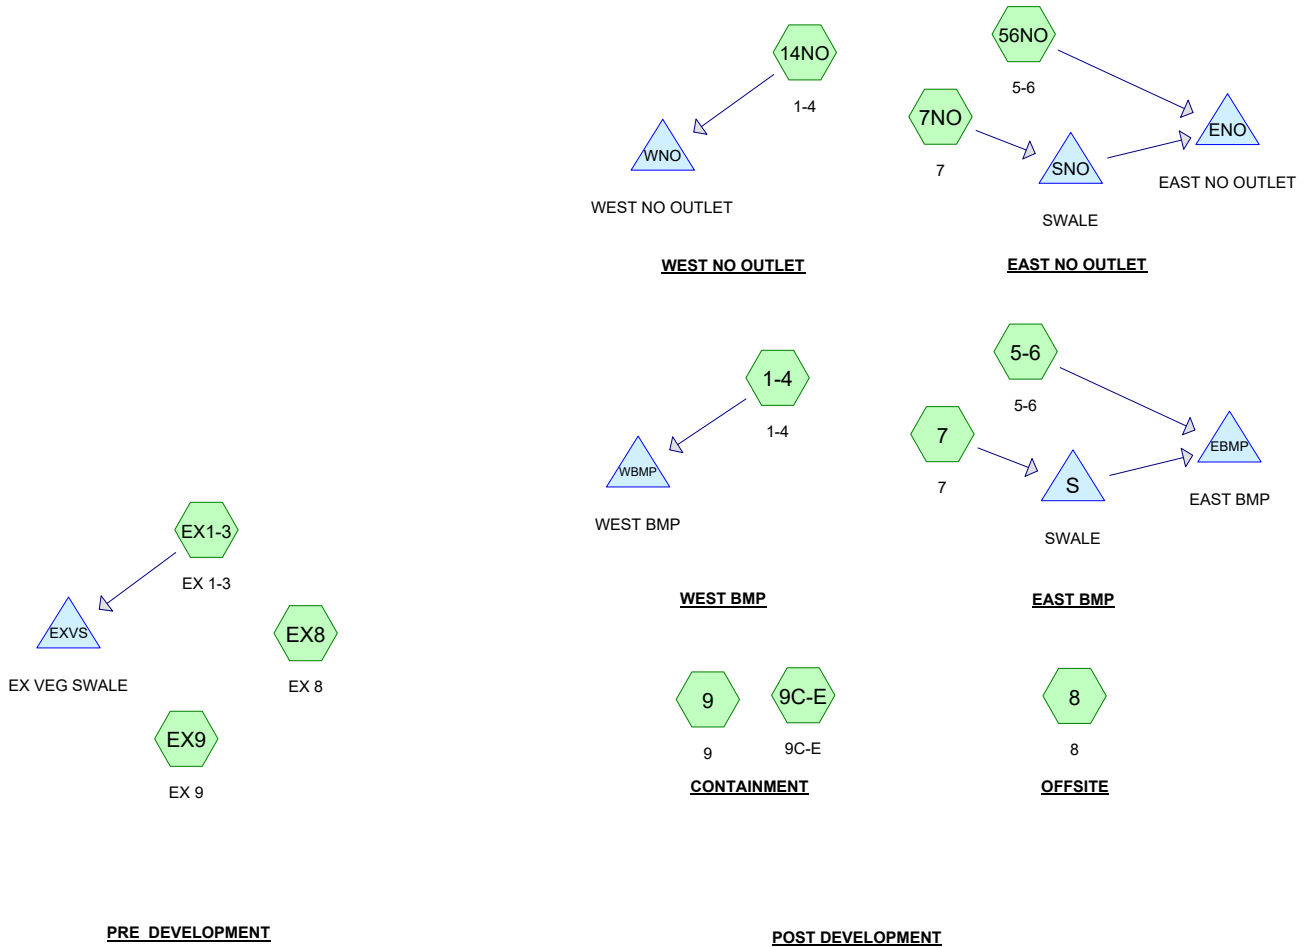 14NO
1-4
WNO
WEST NO OUTLET
WEST NO OUTLET
56NO
5-6
7NO
7
SNO
SWALE
ENO
EAST NO OUTLET
EAST NO OUTLET
1-4
1-4
WBMP
WEST BMP
WEST BMP
5-6
5-6
7
7
S
SWALE
EBMP
EAST BMP
EAST BMP
EX1-3
EX 1-3
EXVS
EX VEG SWALE
EX8
EX 8
EX9
EX 9
9
9
9C-E
9C-E
CONTAINMENT
8
8
OFFSITE
PRE DEVELOPMENT
POST DEVELOPMENT